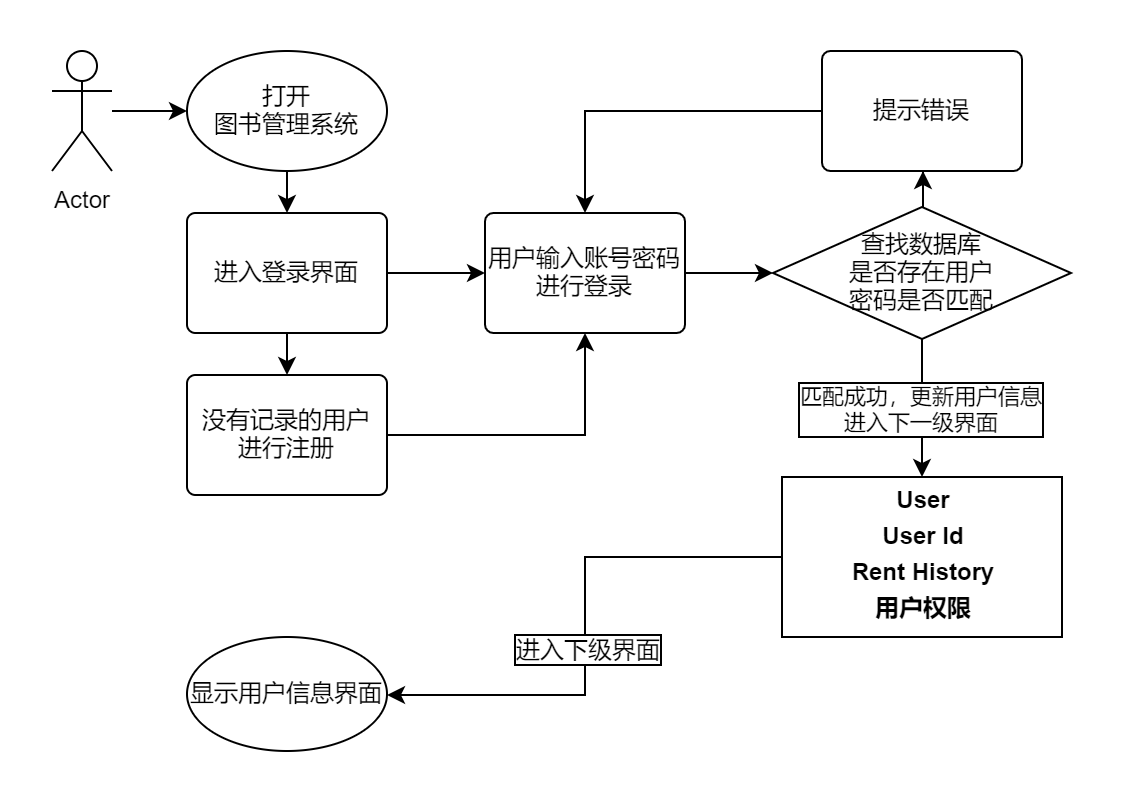 Actor
打开
图书管理系统
进入登录界面
没有记录的用户
进行注册
用户输入账号密码
进行登录
提示错误
查找数据库
是否存在用户
密码是否匹配
匹配成功，更新用户信息
进入下一级界面
User
User Id
Rent History
用户权限
进入下级界面
显示用户信息界面